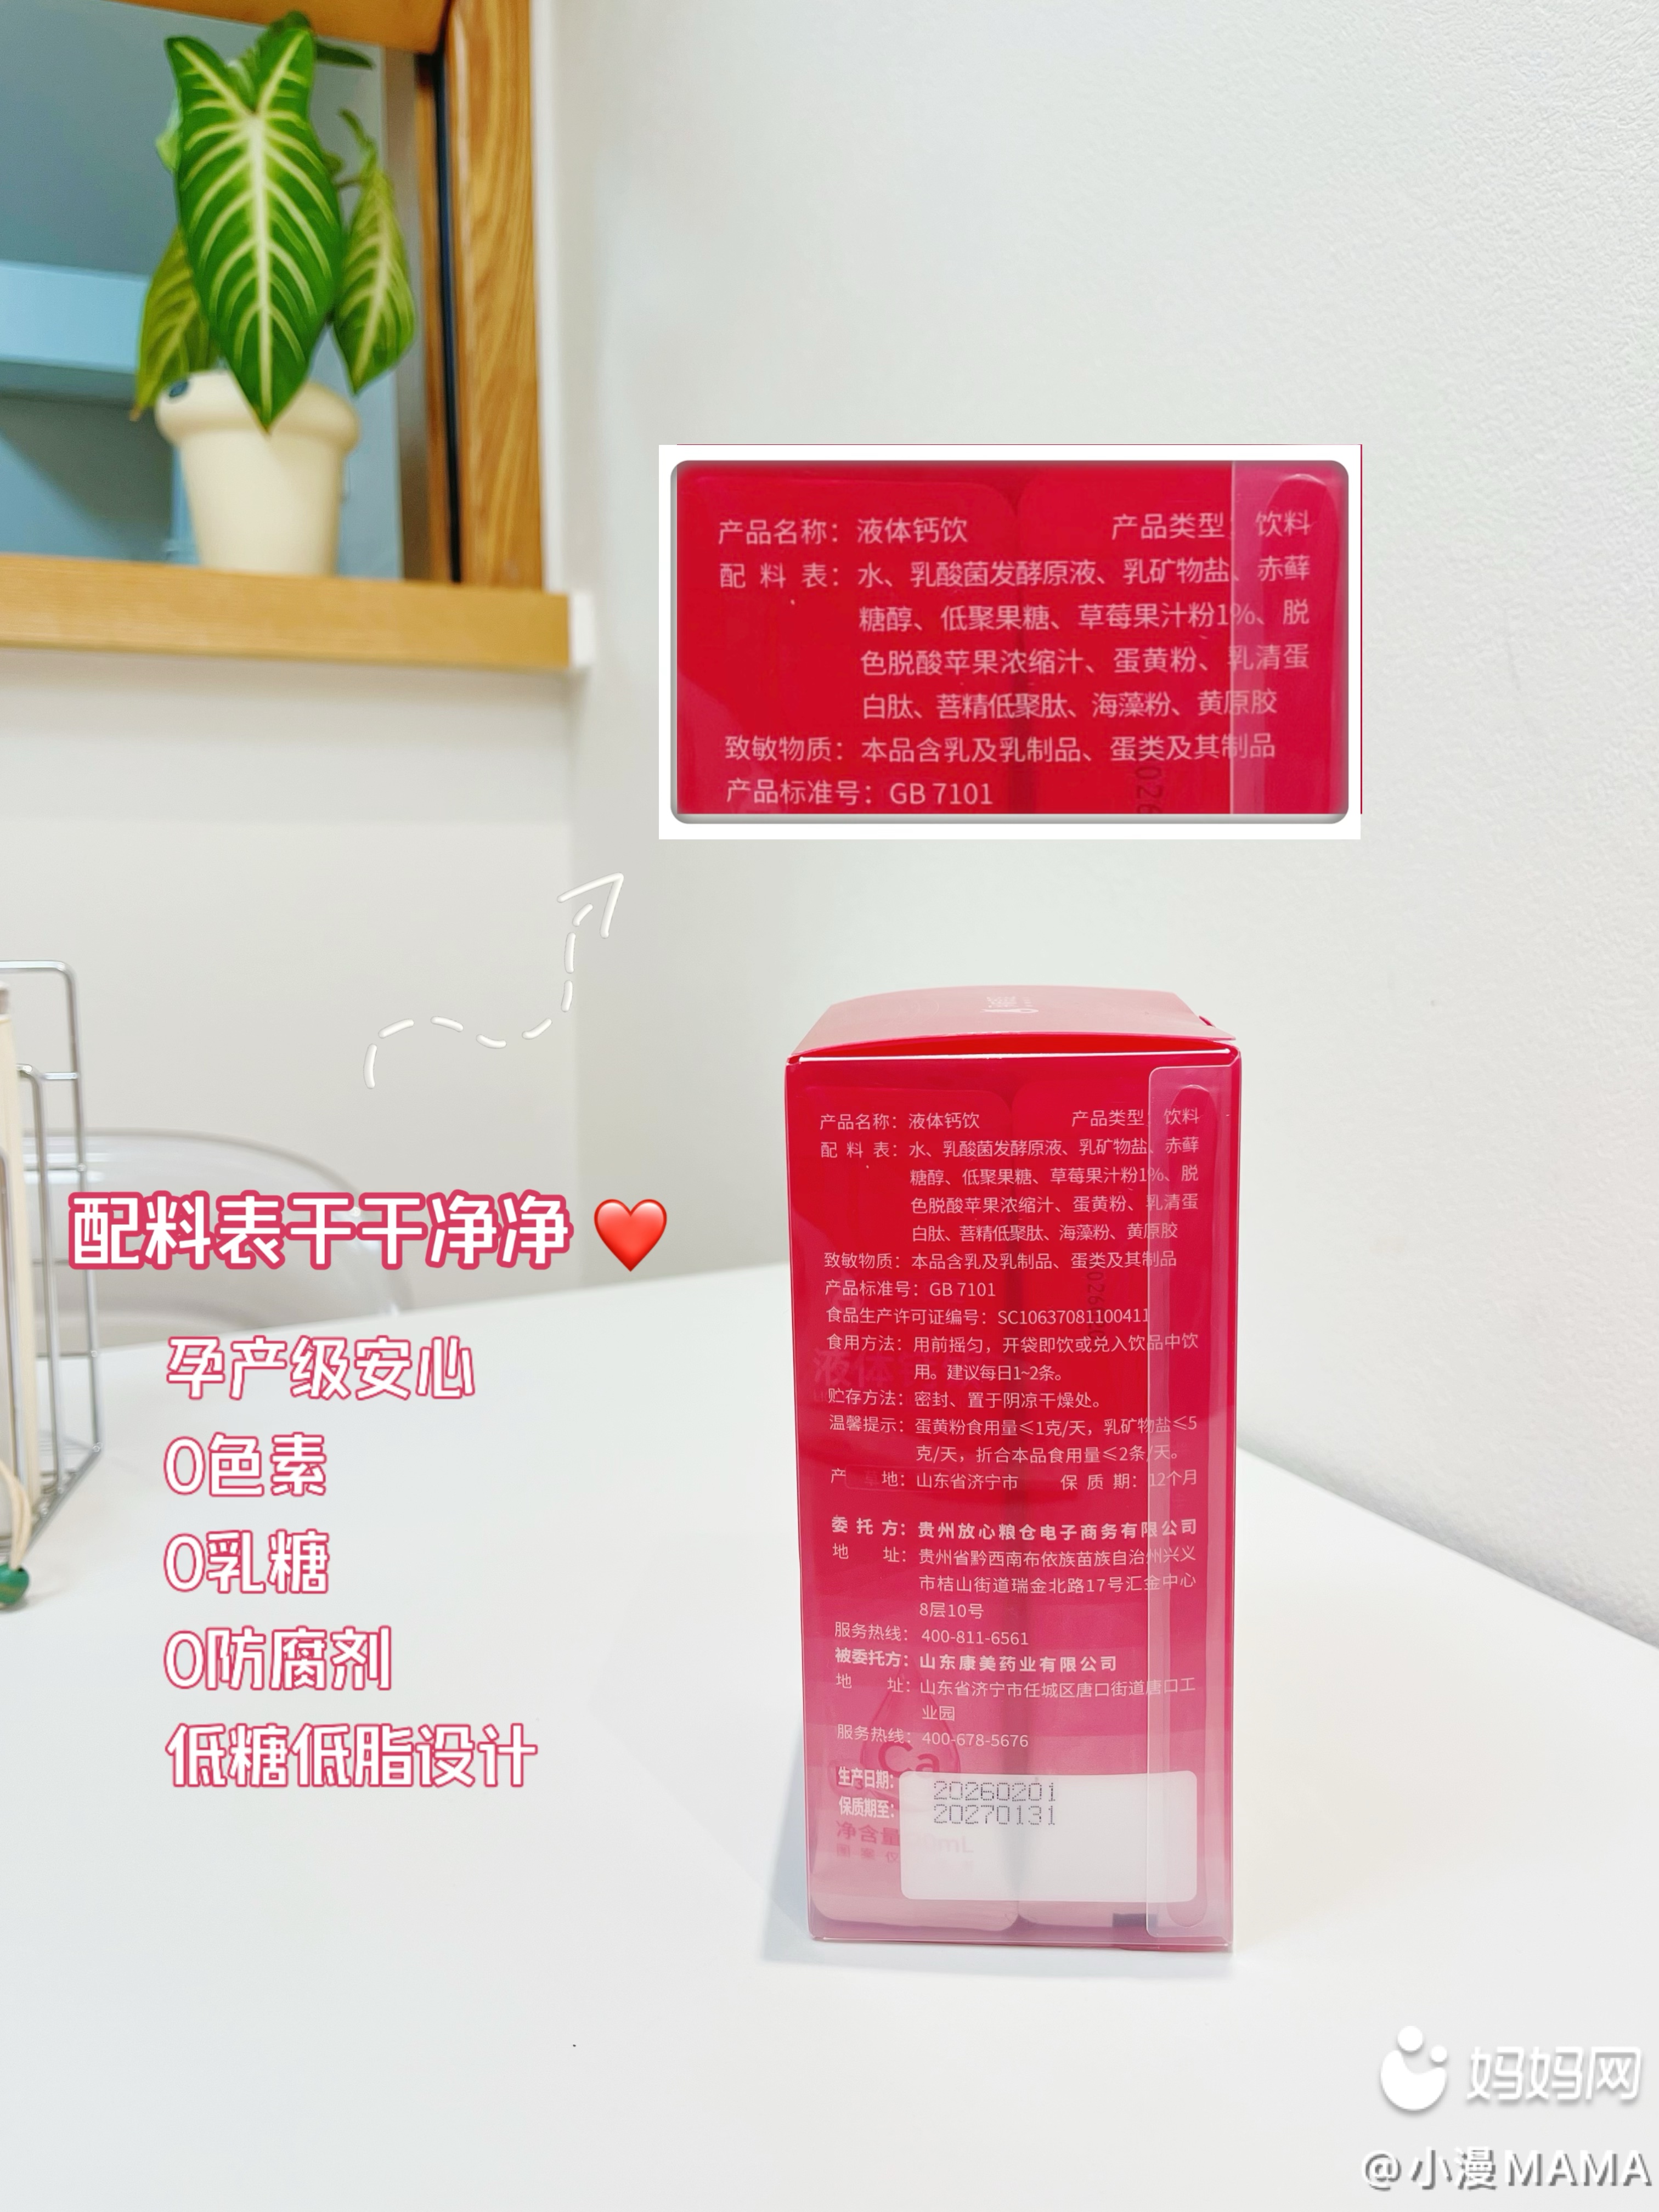 产品名称：液体钙饮 产品类型 饮料
配料表：水、乳酸菌发酵原液、乳矿物盐、赤藓
糖醇、低聚果糖、草莓果汁粉1%、脱
色脱酸苹果浓缩汁、蛋黄粉、乳清蛋
白肽、菩精低聚肽、海藻粉、黄原胶
致敏物质：本品含乳及乳制品、蛋类及其制品
产品标准号：GB 7101
配料表干干净净❤️
孕产级安心
0色素
0乳糖
0防腐剂
低糖低脂设计
产品名称：液体钙饮 产品类型 饮料
配料表：水、乳酸菌发酵原液、乳矿物盐、赤藓
糖醇、低聚果糖、草莓果汁粉1%、脱
色脱酸苹果浓缩汁、蛋黄粉、乳清蛋
白肽、菩精低聚肽、海藻粉、黄原胶
致敏物质：本品含乳及乳制品、蛋类及其制品
产品标准号：GB 7101
食品生产许可证编号：SC10637081100411
食用方法：用前摇匀，开袋即饮或兑入饮品中饮
用。建议每日1~2条。
贮存方法：密封、置于阴凉干燥处。
温馨提示：蛋黄粉食用量≤1克/天，乳矿物盐≤5
克/天，折合本品食用量≤2条/天。
产地：山东省济宁市 保质期：12个月
委托方：贵州放心粮仓电子商务有限公司
地址：贵州省黔西南布依族苗族自治州兴义
市桔山街道瑞金北路17号汇金中心
8层10号
服务热线：400-811-6561
被委托方：山东康美药业有限公司
地址：山东省济宁市任城区唐口街道唐口工
业园
服务热线：400-678-5676
Ca
生产日期：20260201
保质期至：20270131
净含量
妈妈网
@小漫MAMA